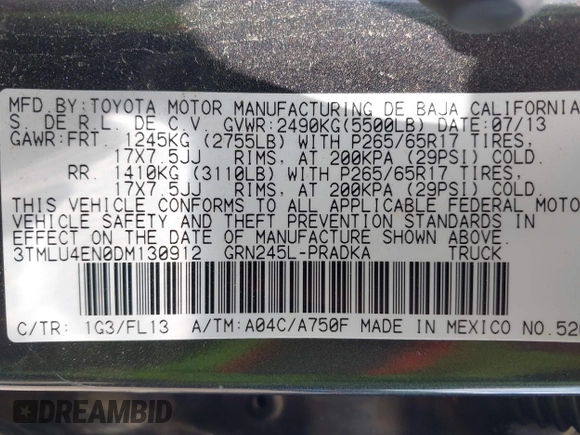 MFD.BY:TOYOTA MOTOR MANUFACTURING DE BAJA CALIFORNIA
S. DE R.L. DE C.V. GVWR:2490KG(5500LB) DATE:07/13
GAWR:FRT. 1245KG (2755LB) WITH P265/65R17 TIRES,
17X7.5JJ RIMS, AT 200KPA (29PSI) COLD.
RR. 1410KG (3110LB) WITH P265/65R17 TIRES,
17X7.5JJ RIMS, AT 200KPA (29PSI) COLD.
THIS VEHICLE CONFORMS TO ALL APPLICABLE FEDERAL MOTO
VEHICLE SAFETY AND THEFT PREVENTION STANDARDS IN
EFFECT ON THE DATE OF MANUFACTURE SHOWN ABOVE.
3TMLU4EN0DM130912 GRN245L-PRADKA TRUCK
C/TR: 1G3/FL13 A/TM:A04C/A750F MADE IN MEXICO NO.520
DREAMBID